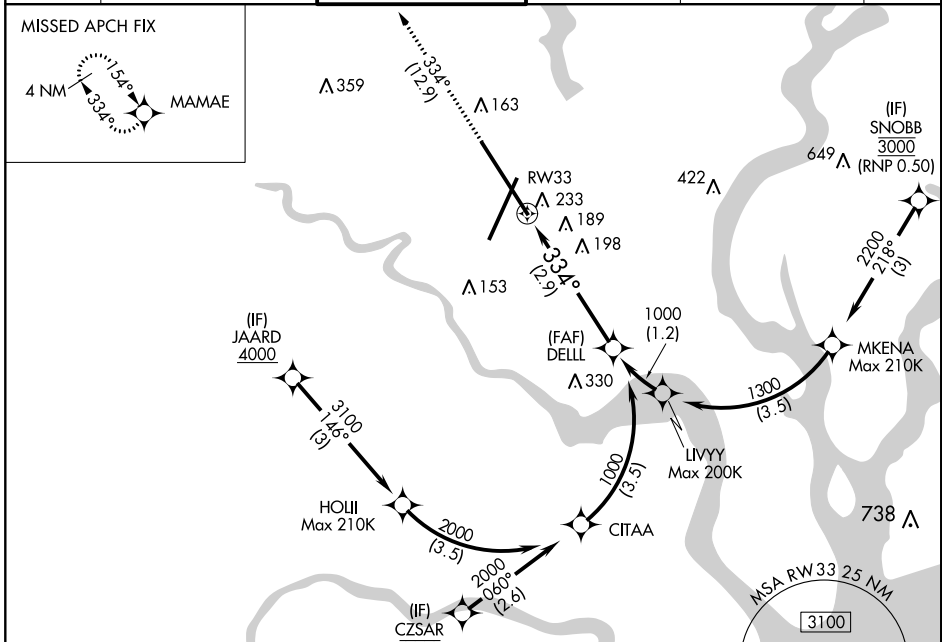 MISSED APCH FIX
4 NM
154°
334°
MAMAE
334°
(12.9)
359
163
RW33
233
189
198
153
422
649
(IF)
SNOBB
3000
(RNP 0.50)
2200
218°
(3)
334°
(2.9)
1000
(1.2)
(FAF)
DELLL
330
MKENA
Max 210K
1300
(3.5)
LIVYY
Max 200K
(IF)
JAARD
4000
3100
146°
(3)
HOLII
Max 210K
2000
(3.5)
1000
(3.5)
CITAA
2000
060°
(2.6)
(IF)
CZSAR
738
MSA RW33 25 NM
3100